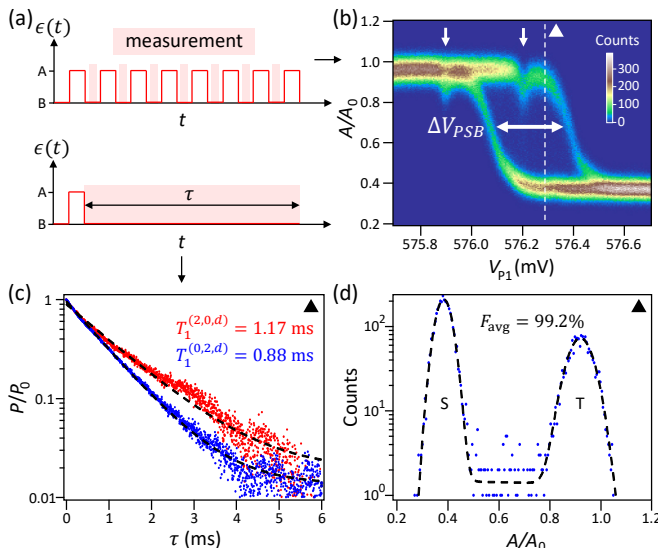 (a)
ϵ(t)
measurement
A
B
t
ϵ(t)
τ
A
B
t
(b)
Counts
300
200
100
0
ΔV_PSB
A/A₀
1.2
1.0
0.8
0.6
0.4
0.2
575.8 576.0 576.2 576.4 576.6
V_P1 (mV)
(c)
T₁^(2,0,d) = 1.17 ms
T₁^(0,2,d) = 0.88 ms
P/P₀
1
0.1
0.01
0 1 2 3 4 5 6
τ (ms)
(d)
F_avg = 99.2%
S T
Counts
10²
10¹
10⁰
0.2 0.4 0.6 0.8 1.0 1.2
A/A₀